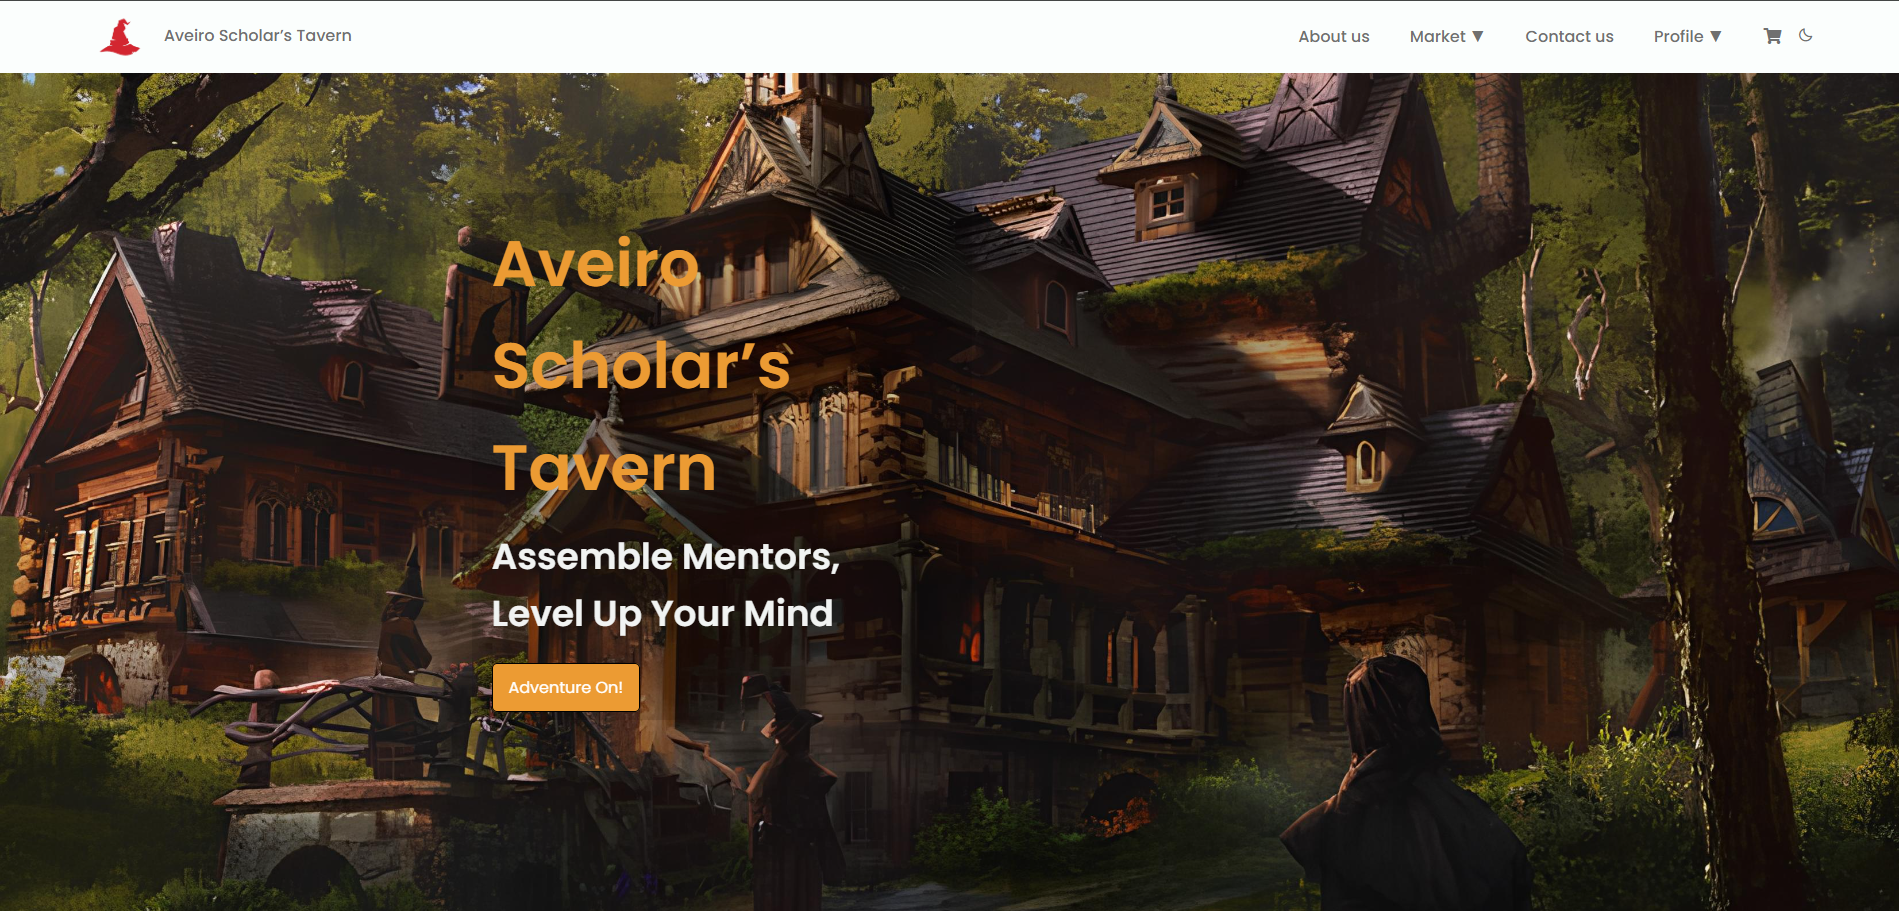 Aveiro Scholar’s Tavern
About us
Market ▼
Contact us
Profile ▼
Aveiro
Scholar’s
Tavern
Assemble Mentors,
Level Up Your Mind
Adventure On!